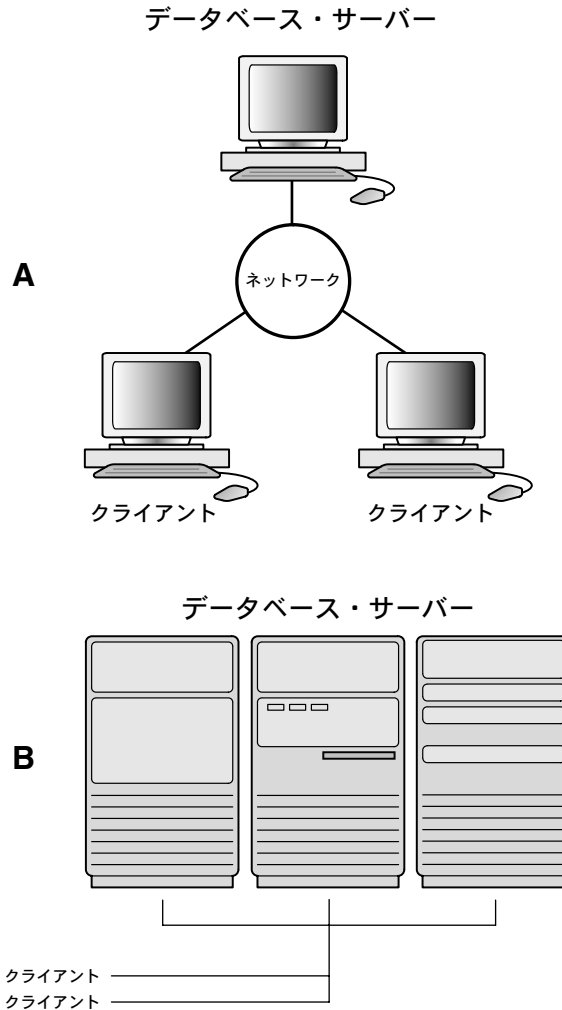 データベース・サーバー
A
ネットワーク
クライアント
クライアント
データベース・サーバー
B
クライアント
クライアント